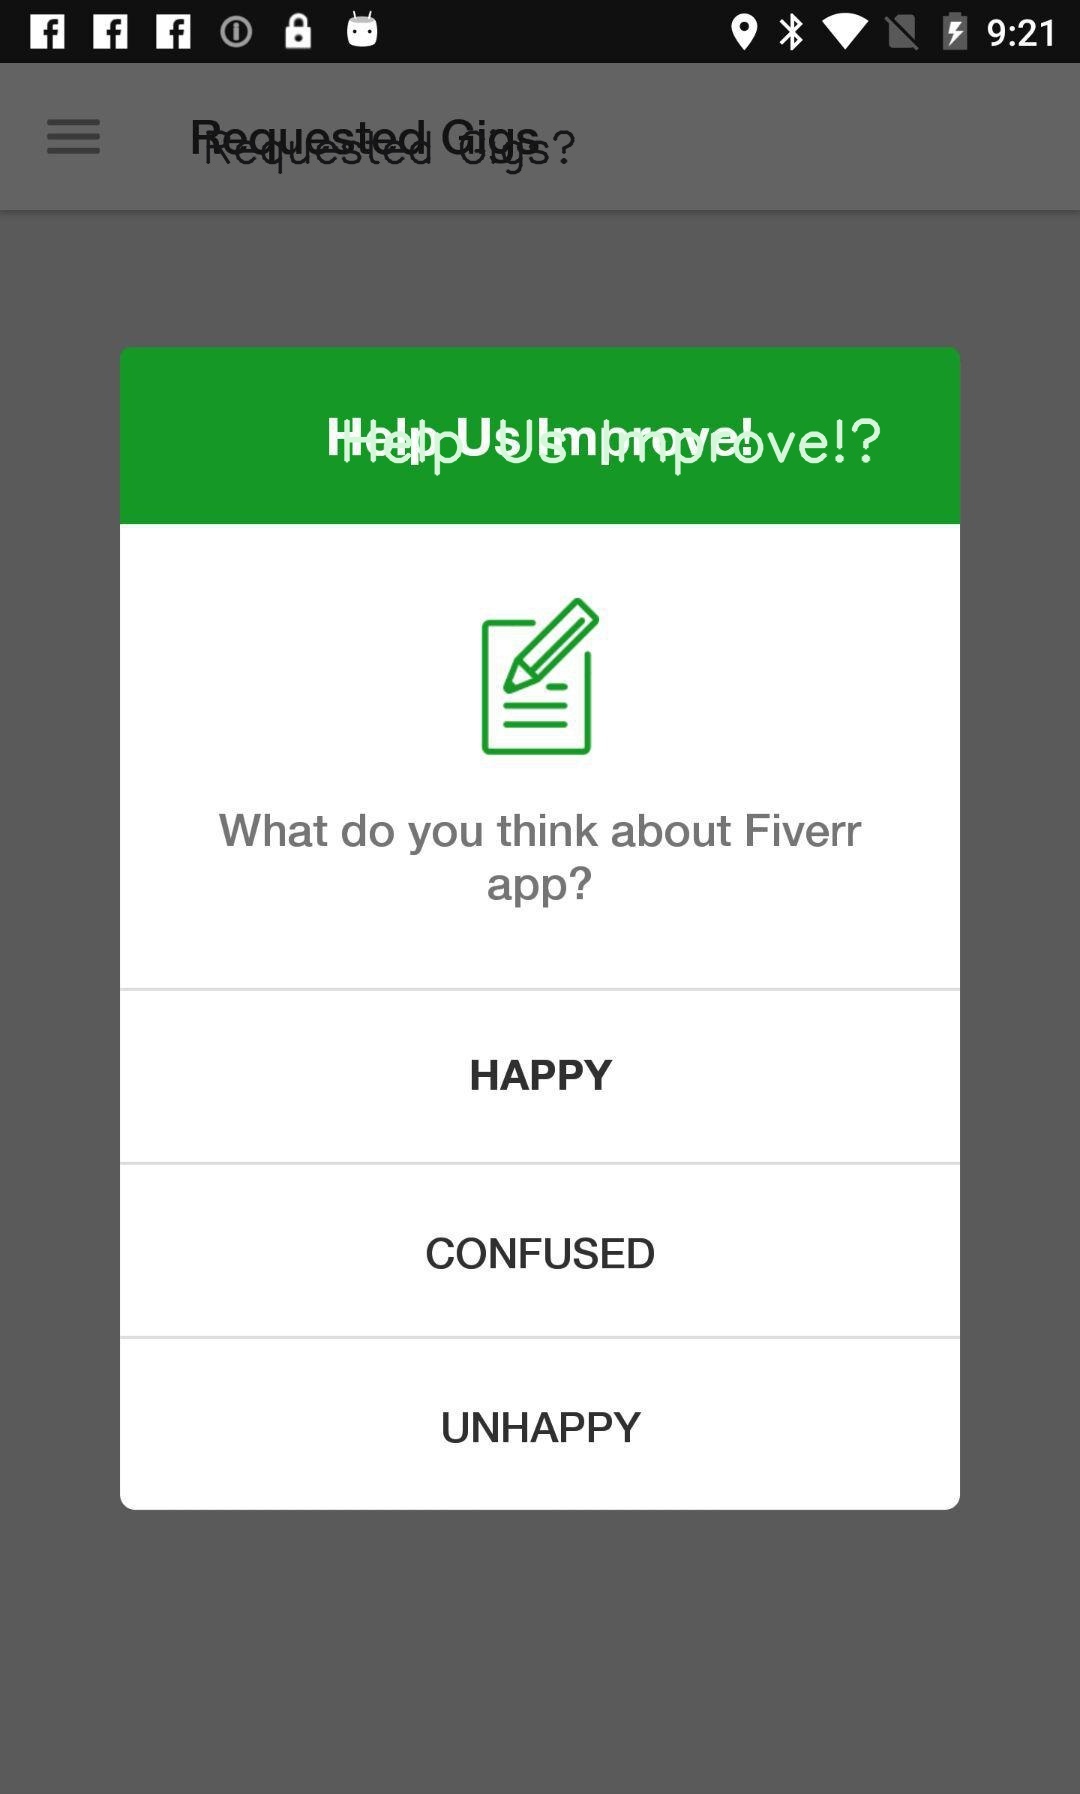 9:21
Requested Gigs
Requested Gigs?
Help Us Improve!
Help Us Improve!?
What do you think about Fiverr
app?
HAPPY
CONFUSED
UNHAPPY